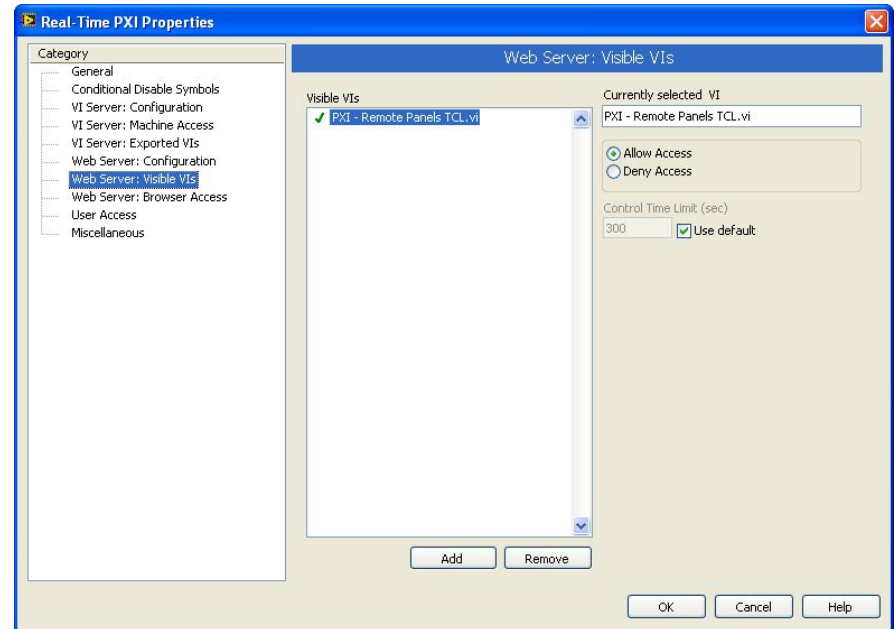 Real-Time PXI Properties
Category
General
Conditional Disable Symbols
VI Server: Configuration
VI Server: Machine Access
VI Server: Exported VIs
Web Server: Configuration
Web Server: Visible VIs
Web Server: Browser Access
User Access
Miscellaneous
Web Server: Visible VIs
Visible VIs
PXI - Remote Panels TCL.vi
Add
Remove
Currently selected VI
PXI - Remote Panels TCL.vi
Allow Access
Deny Access
Control Time Limit (sec)
300
Use default
OK
Cancel
Help